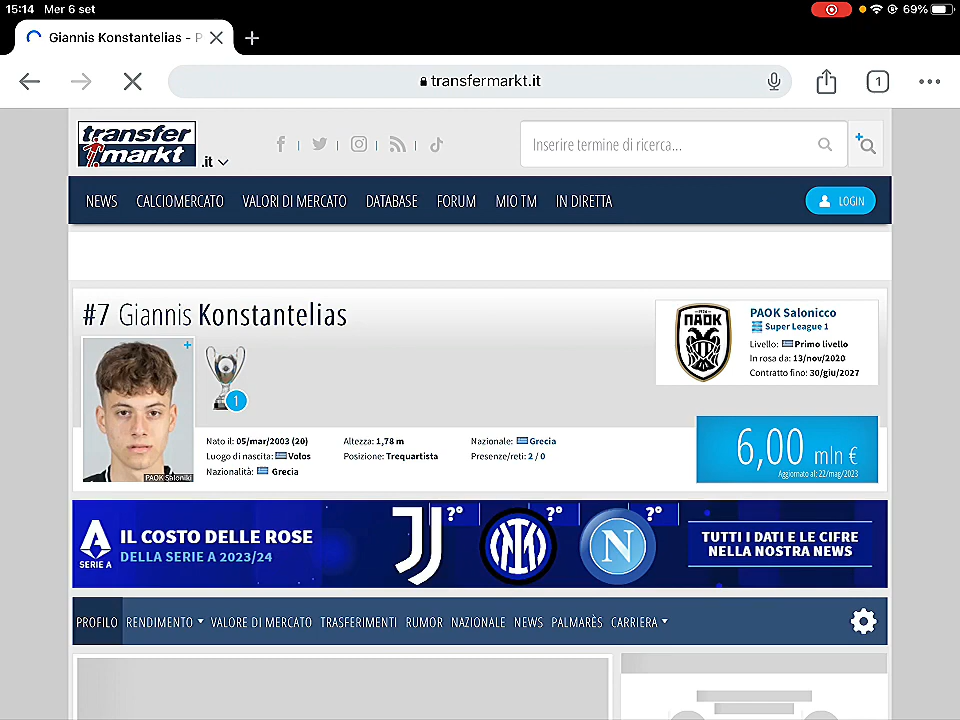 15:14 Mer 6 set 69%
Giannis Konstantelias - P
transfermarkt.it 1
transfer
markt .it
Inserire termine di ricerca...
NEWS CALCIOMERCATO VALORI DI MERCATO DATABASE FORUM MIO TM IN DIRETTA LOGIN
#7 Giannis Konstantelias
1
PAOK Saloniki
ΠΑΟΚ
PAOK Salonicco
Super League 1
Livello: Primo livello
In rosa da: 13/nov/2020
Contratto fino: 30/giu/2027
Nato il: 05/mar/2003 (20) Altezza: 1,78 m Nazionale: Grecia
Luogo di nascita: Volos Posizione: Trequartista Presenze/reti: 2 / 0
Nazionalità: Grecia
6,00 mln €
Aggiornato al: 22/mag/2023
SERIE A
IL COSTO DELLE ROSE
DELLA SERIE A 2023/24
?° ?° ?°
N
TUTTI I DATI E LE CIFRE
NELLA NOSTRA NEWS
PROFILO RENDIMENTO VALORE DI MERCATO TRASFERIMENTI RUMOR NAZIONALE NEWS PALMARÈS CARRIERA